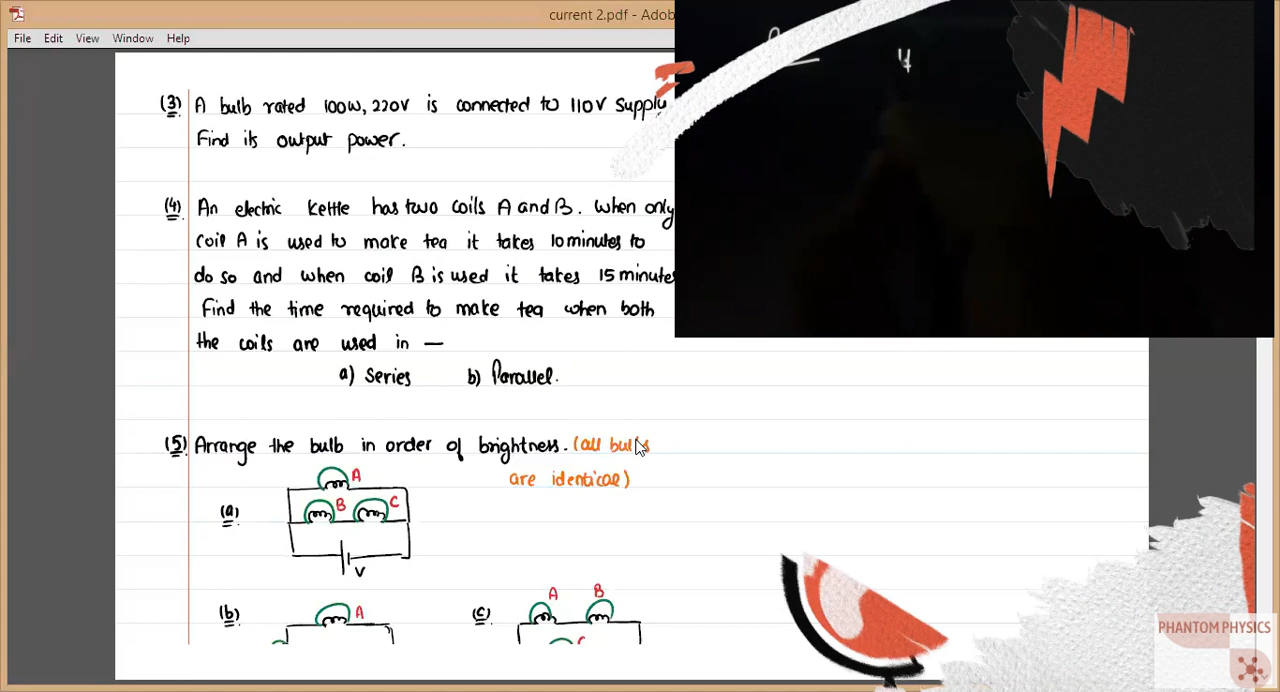 current 2.pdf - Adob
File Edit View Window Help
(3) A bulb rated 100W, 220V is connected to 110V supply
Find its output power.
(4) An electric kettle has two coils A and B. When only
coil A is used to make tea it takes 10 minutes to
do so and when coil B is used it takes 15 minutes
Find the time required to make tea when both
the coils are used in —
a) Series b) Parallel.
(5) Arrange the bulb in order of brightness. (all bulbs
are identical)
A
(a) B C
V
A B
(b) A (c)
C
PHANTOM PHYSICS